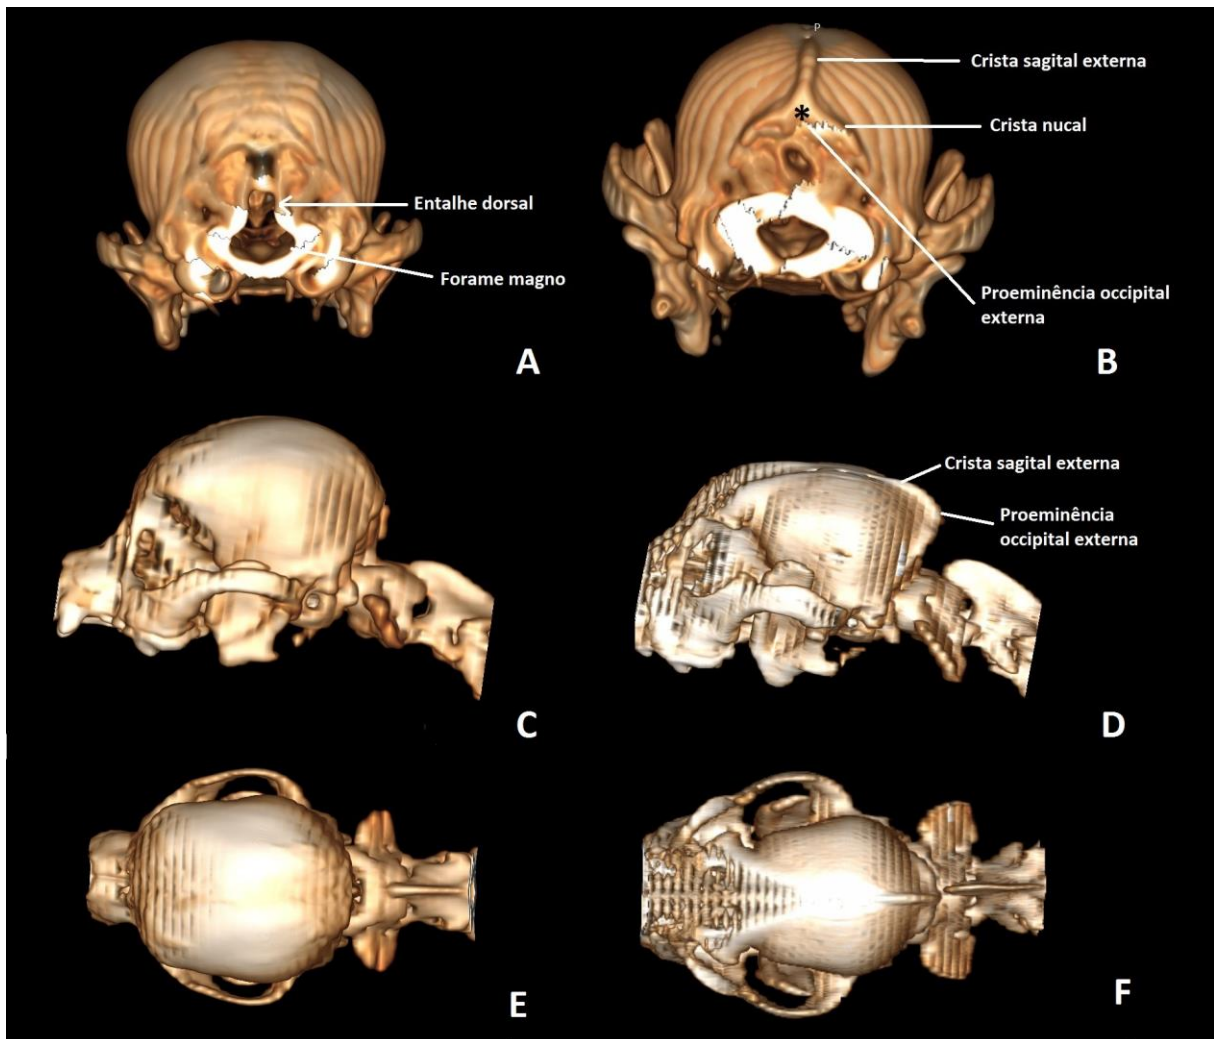 P
Crista sagital externa
Crista nucal
Entalhe dorsal
Forame magno
Proeminência occipital
externa
A
B
Crista sagital externa
Proeminência
occipital externa
C
D
E
F